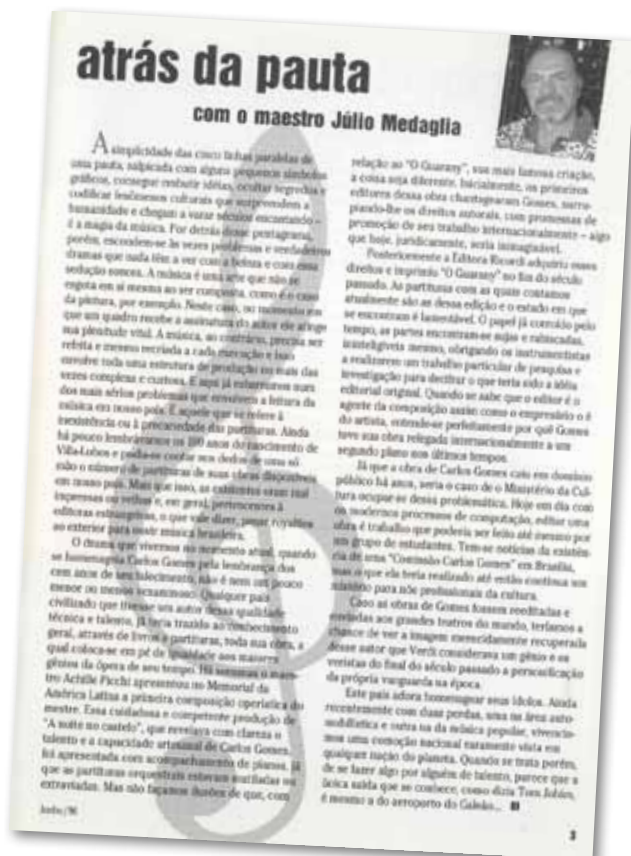 atrás da pauta
com o maestro Júlio Medaglia
A simplicidade das cinco linhas paralelas de
uma pauta, salpicada com alguns pequenos símbolos
gráficos, consegue embutir idéias, ocultar segredos e
codificar fenômenos culturais que surpreendem a
humanidade e chegam a varar séculos encantando –
é a magia da música. Por detrás desse pentagrama,
porém, escondem-se às vezes problemas e verdadeiros
dramas que nada têm a ver com a beleza e com essa
sedução sonora. A música é uma arte que não se
esgota em si mesma ao ser composta, como é o caso
da pintura, por exemplo. Neste caso, no momento em
que um quadro recebe a assinatura do autor ele atinge
sua plenitude vital. A música, ao contrário, precisa ser
refeita e mesmo recriada a cada execução e isso
envolve toda uma estrutura de produção no mais das
vezes complexa e custosa. E aqui já esbarramos num
dos mais sérios problemas que envolvem a feitura da
música em nosso país. É aquele que se refere à
inexistência ou à precariedade das partituras. Ainda
há pouco lembrávamos os 100 anos de nascimento de
Villa-Lobos e podia-se contar nos dedos de uma só
mão o número de partituras de suas obras disponíveis
em nosso país. Mais que isso, as existentes eram mal
impressas ou velhas e, em geral, pertencentes à
editoras estrangeiras, o que vale dizer, pagar royalties
ao exterior para ouvir música brasileira.
O drama que vivemos no momento atual, quando
se homenageia Carlos Gomes pela lembrança dos
cem anos de seu falecimento, não é nem um pouco
menor ou menos vexaminoso. Qualquer país
civilizado que tivesse um autor dessa qualidade
técnica e talento, já teria trazido ao conhecimento
geral, através de livros e partituras, toda sua obra, a
qual coloca-se em pé de igualdade aos maiores
gênios da ópera de seu tempo. Há semanas o maes-
tro Achille Picchi apresentou no Memorial da
América Latina a primeira composição operística do
mestre. Essa cuidadosa e competente produção de
"A noite no castelo", que revelava com clareza o
talento e a capacidade artesanal de Carlos Gomes,
foi apresentada com acompanhamento de pianos, já
que as partituras orquestrais estavam mutiladas ou
extraviadas. Mas não façamos ilusões de que, com
relação ao "O Guarany", sua mais famosa criação,
a coisa seja diferente. Inicialmente, os primeiros
editores dessa obra chantagearam Gomes, surru-
piando-lhe os direitos autorais, com promessas de
promoção de seu trabalho internacionalmente – algo
que hoje, juridicamente, seria inimaginável.
Posteriormente a Editora Ricordi adquiriu esses
direitos e imprimiu "O Guarany" no fim do século
passado. As partituras com as quais contamos
atualmente são as dessa edição e o estado em que
se encontram é lamentável. O papel já corroído pelo
tempo, as partes encontram-se sujas e rabiscadas,
ininteligíveis mesmo, obrigando os instrumentistas
a realizarem um trabalho particular de pesquisa e
investigação para decifrar o que teria sido a idéia
editorial original. Quando se sabe que o editor é o
agente da composição assim como o empresário o é
do artista, entende-se perfeitamente por quê Gomes
teve sua obra relegada internacionalmente a um
segundo plano nos últimos tempos.
Já que a obra de Carlos Gomes caiu em domínio
público há anos, seria o caso de o Ministério da Cul-
tura ocupar-se dessa problemática. Hoje em dia com
os modernos processos de computação, editar uma
obra é trabalho que poderia ser feito até mesmo por
um grupo de estudantes. Tem-se notícias da existên-
cia de uma "Comissão Carlos Gomes" em Brasília,
mas o que ela teria realizado até então continua um
mistério para nós profissionais da cultura.
Caso as obras de Gomes fossem reeditadas e
enviadas aos grandes teatros do mundo, teríamos a
chance de ver a imagem merecidamente recuperada
desse autor que Verdi considerava um gênio e os
veristas do final do século passado a personificação
da própria vanguarda na época.
Este país adora homenagear seus ídolos. Ainda
recentemente com duas perdas, uma na área auto-
mobilística e outra na da música popular, vivencia-
mos uma comoção nacional raramente vista em
qualquer nação do planeta. Quando se trata porém,
de se fazer algo por alguém de talento, parece que a
única saída que se conhece, como dizia Tom Jobim,
é mesmo a do aeroporto do Galeão...
Junho/96
3